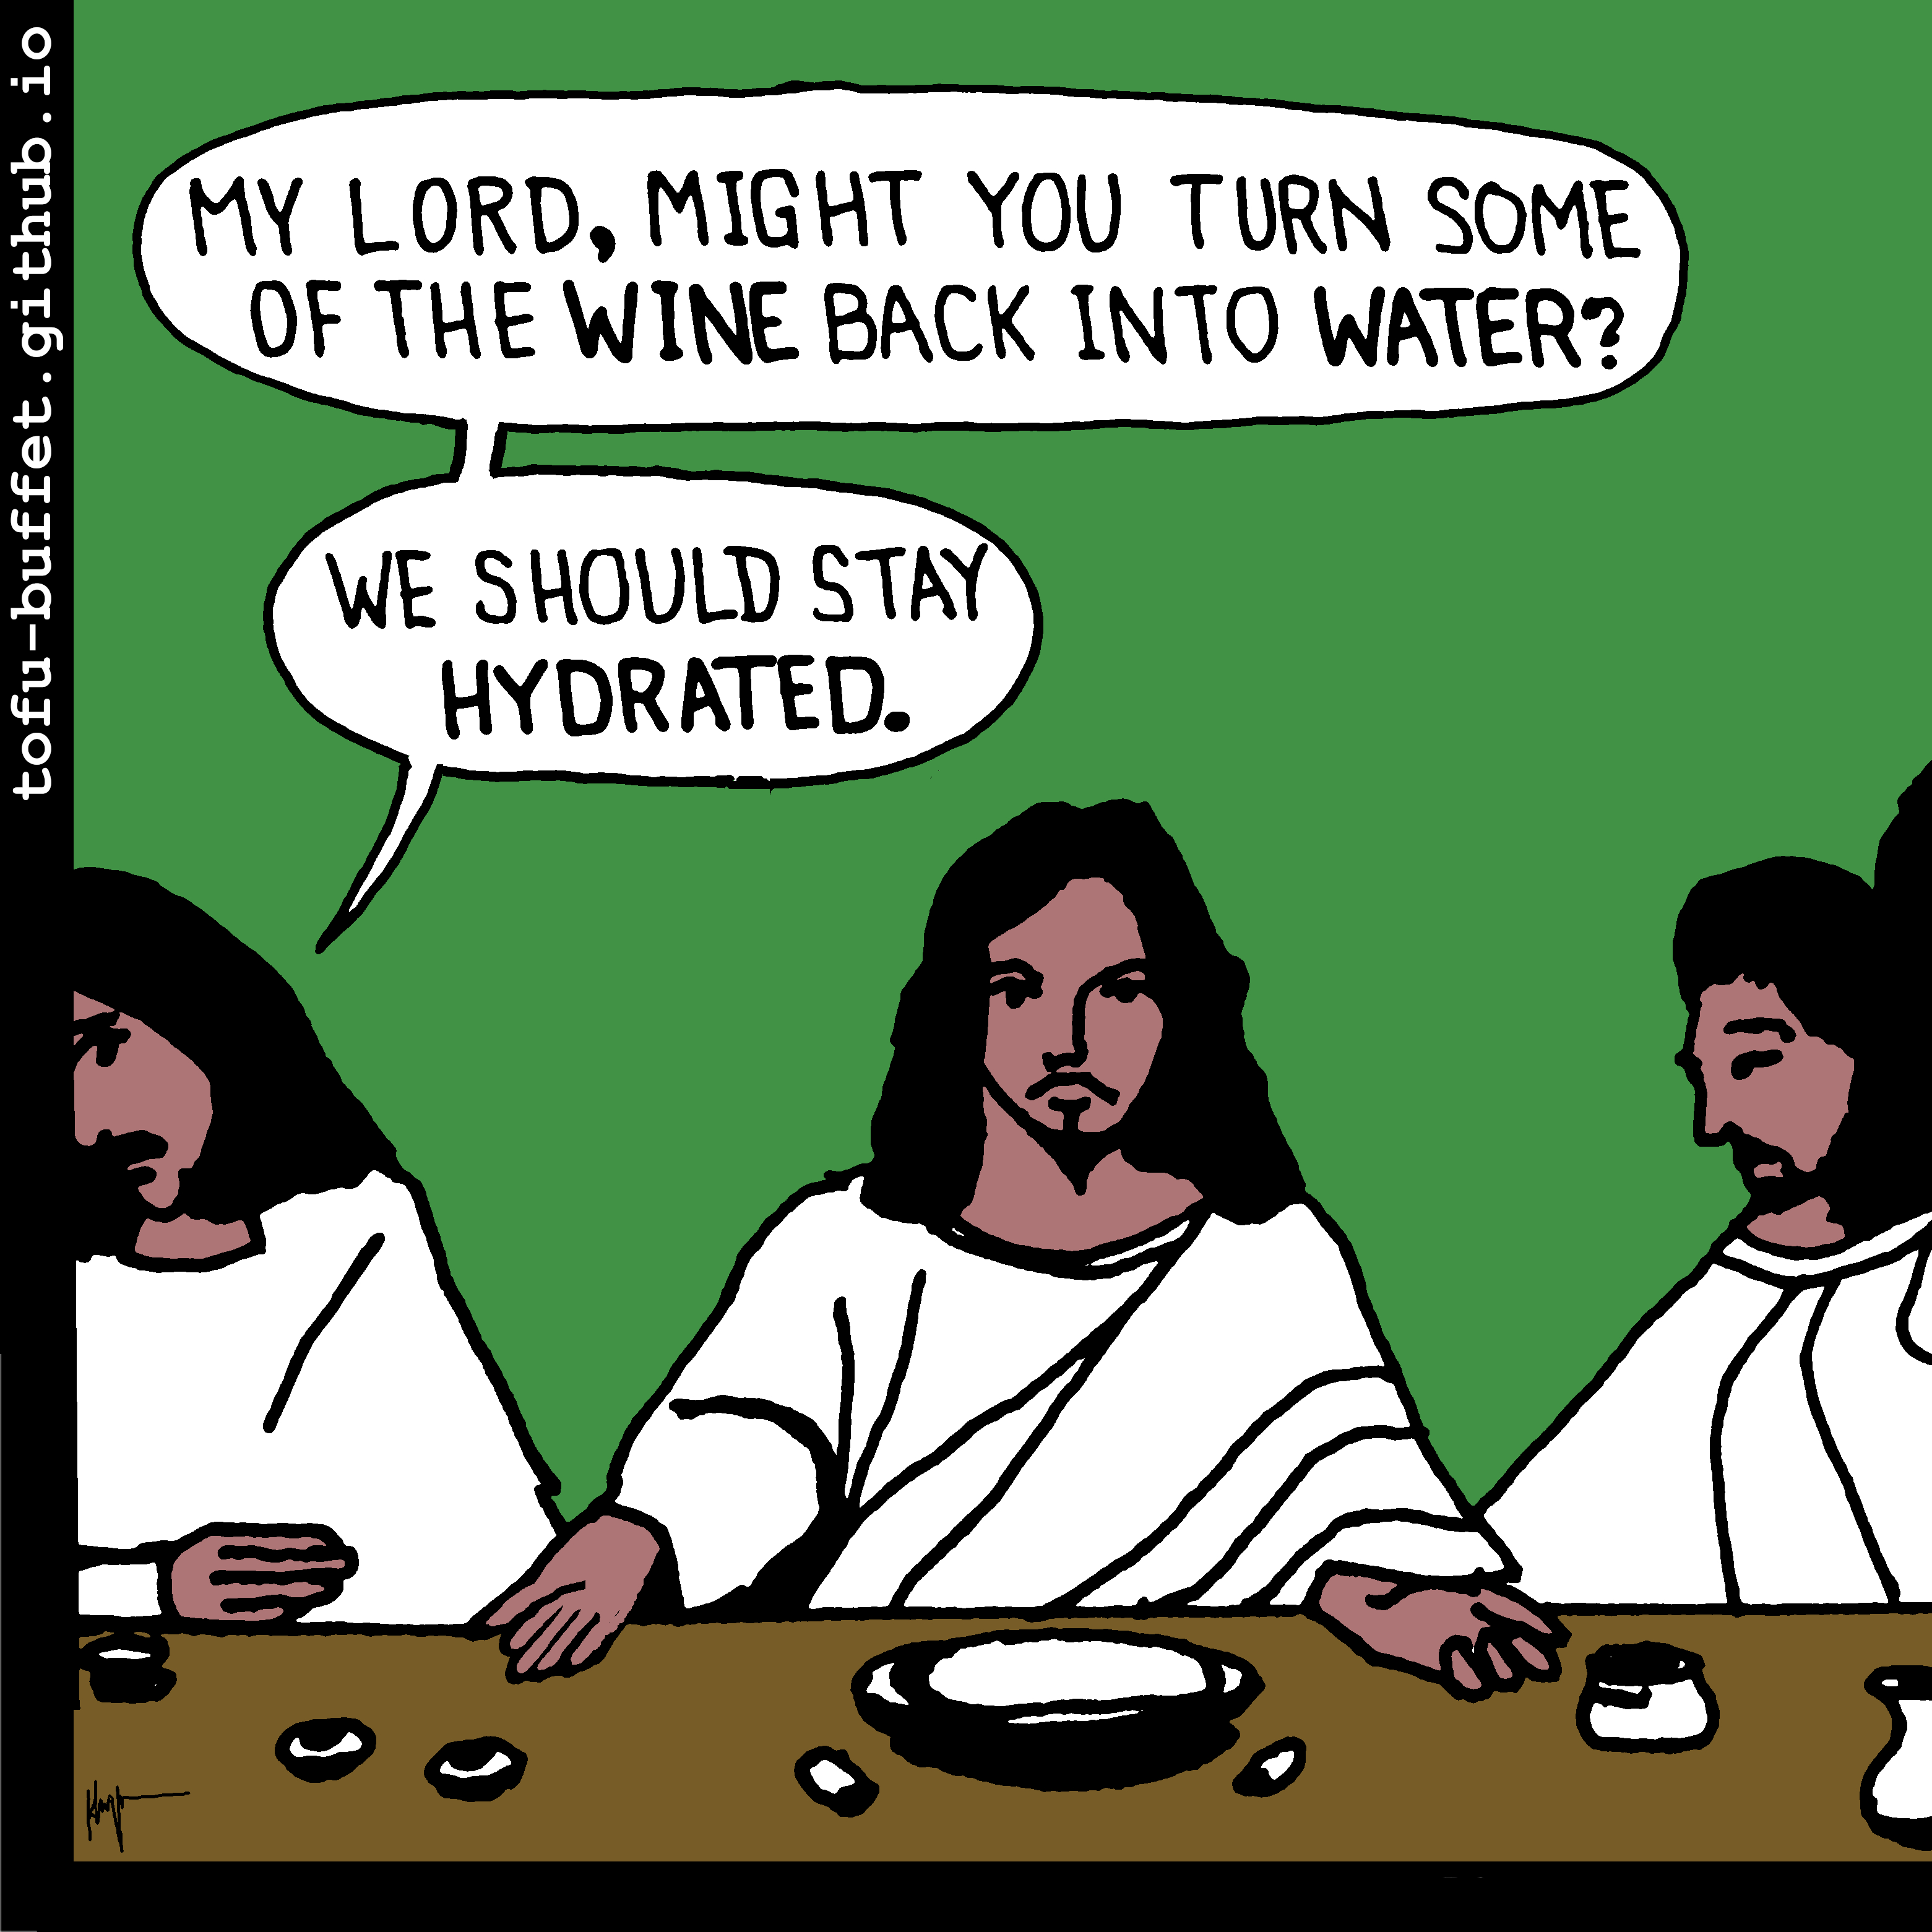 MY LORD, MIGHT YOU TURN SOME
OF THE WINE BACK INTO WATER?
WE SHOULD STAY
HYDRATED.
tofu-buffet.github.io